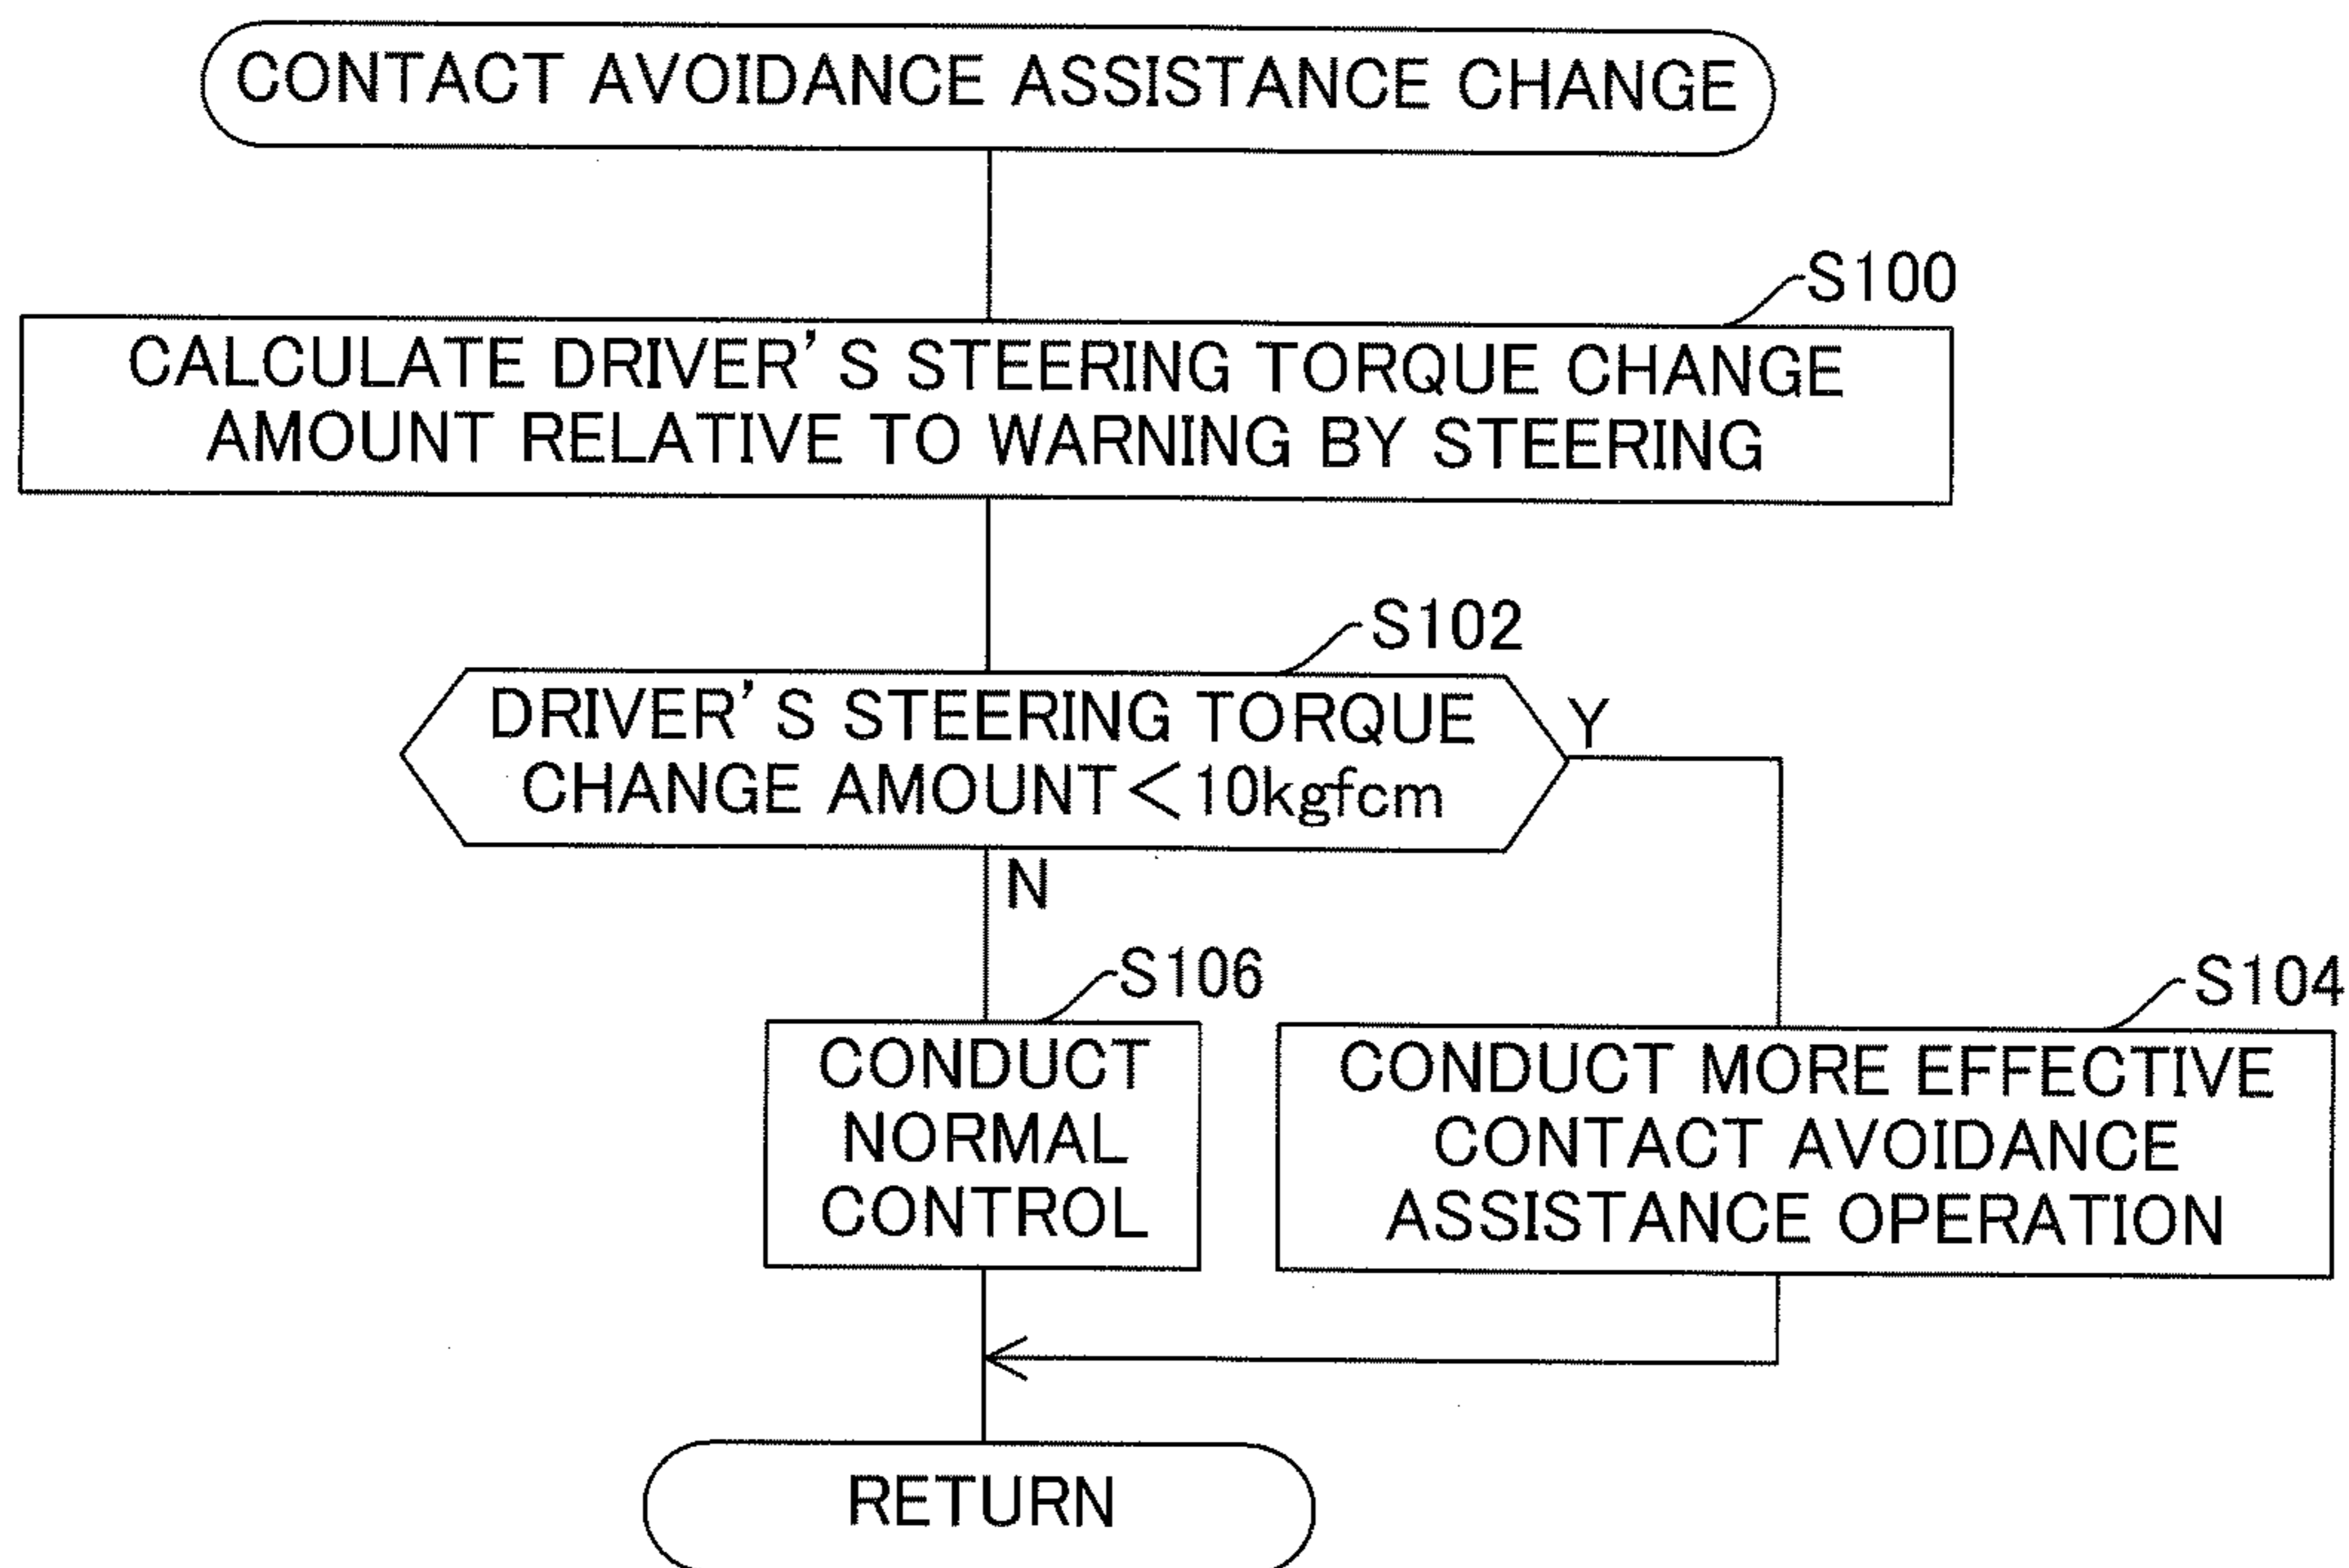 CONTACT AVOIDANCE ASSISTANCE CHANGE
S100
CALCULATE DRIVER'S STEERING TORQUE CHANGE
AMOUNT RELATIVE TO WARNING BY STEERING
S102
DRIVER'S STEERING TORQUE
CHANGE AMOUNT<10kgfcm
Y
N
S106
CONDUCT
NORMAL
CONTROL
S104
CONDUCT MORE EFFECTIVE
CONTACT AVOIDANCE
ASSISTANCE OPERATION
RETURN